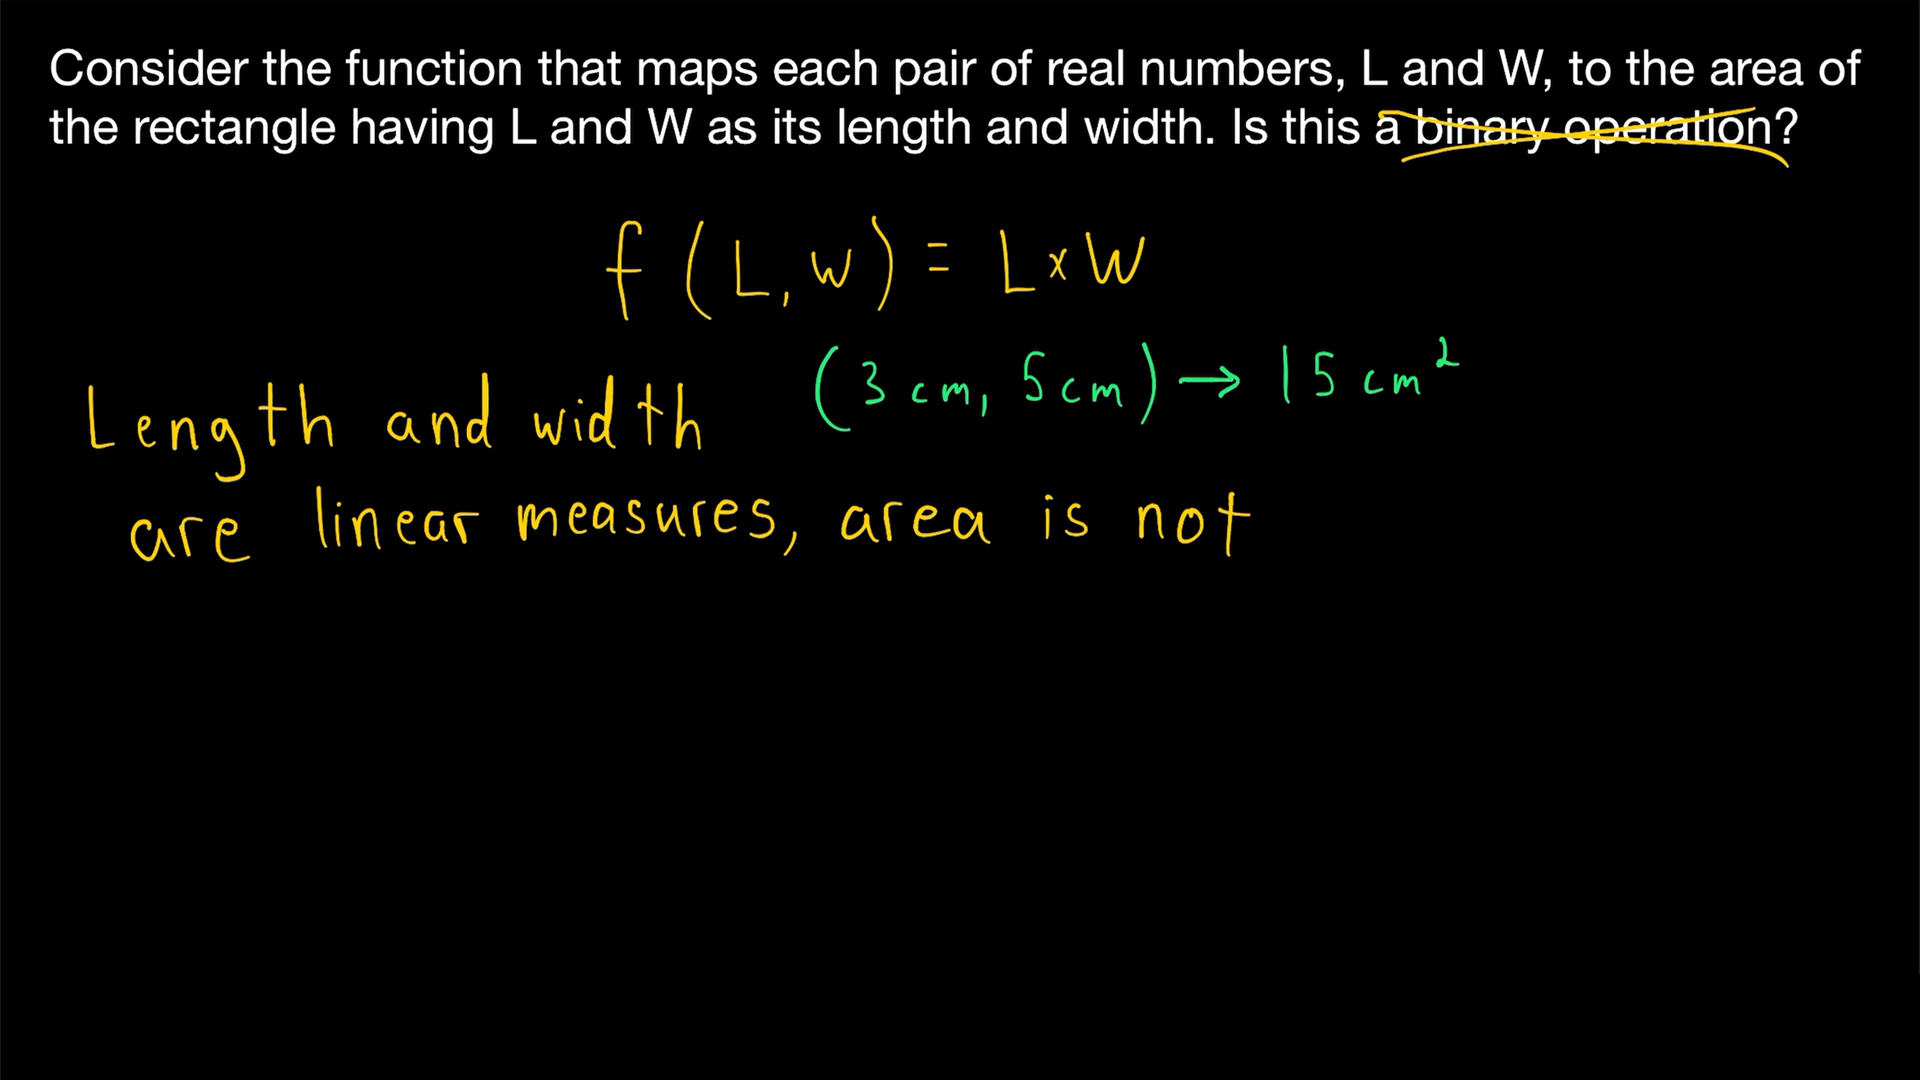 Consider the function that maps each pair of real numbers, L and W, to the area of
the rectangle having L and W as its length and width. Is this a binary operation?
f (L, w) = L x W
(3 cm, 5 cm) → 15 cm²
Length and width
are linear measures, area is not